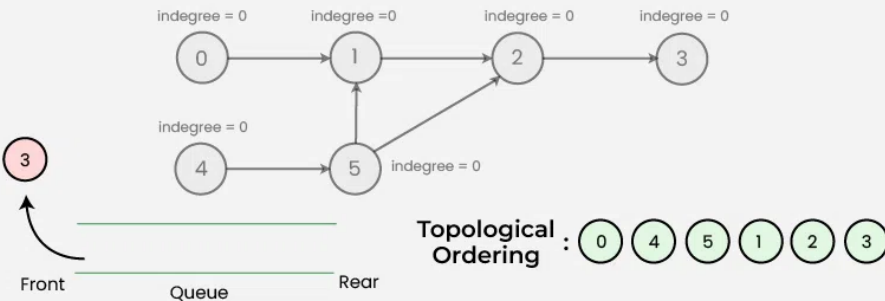 indegree = 0
indegree =0
indegree = 0
indegree = 0
0
1
2
3
indegree = 0
3
4
5
indegree = 0
Topological
Ordering
: 0 4 5 1 2 3
Front
Queue
Rear